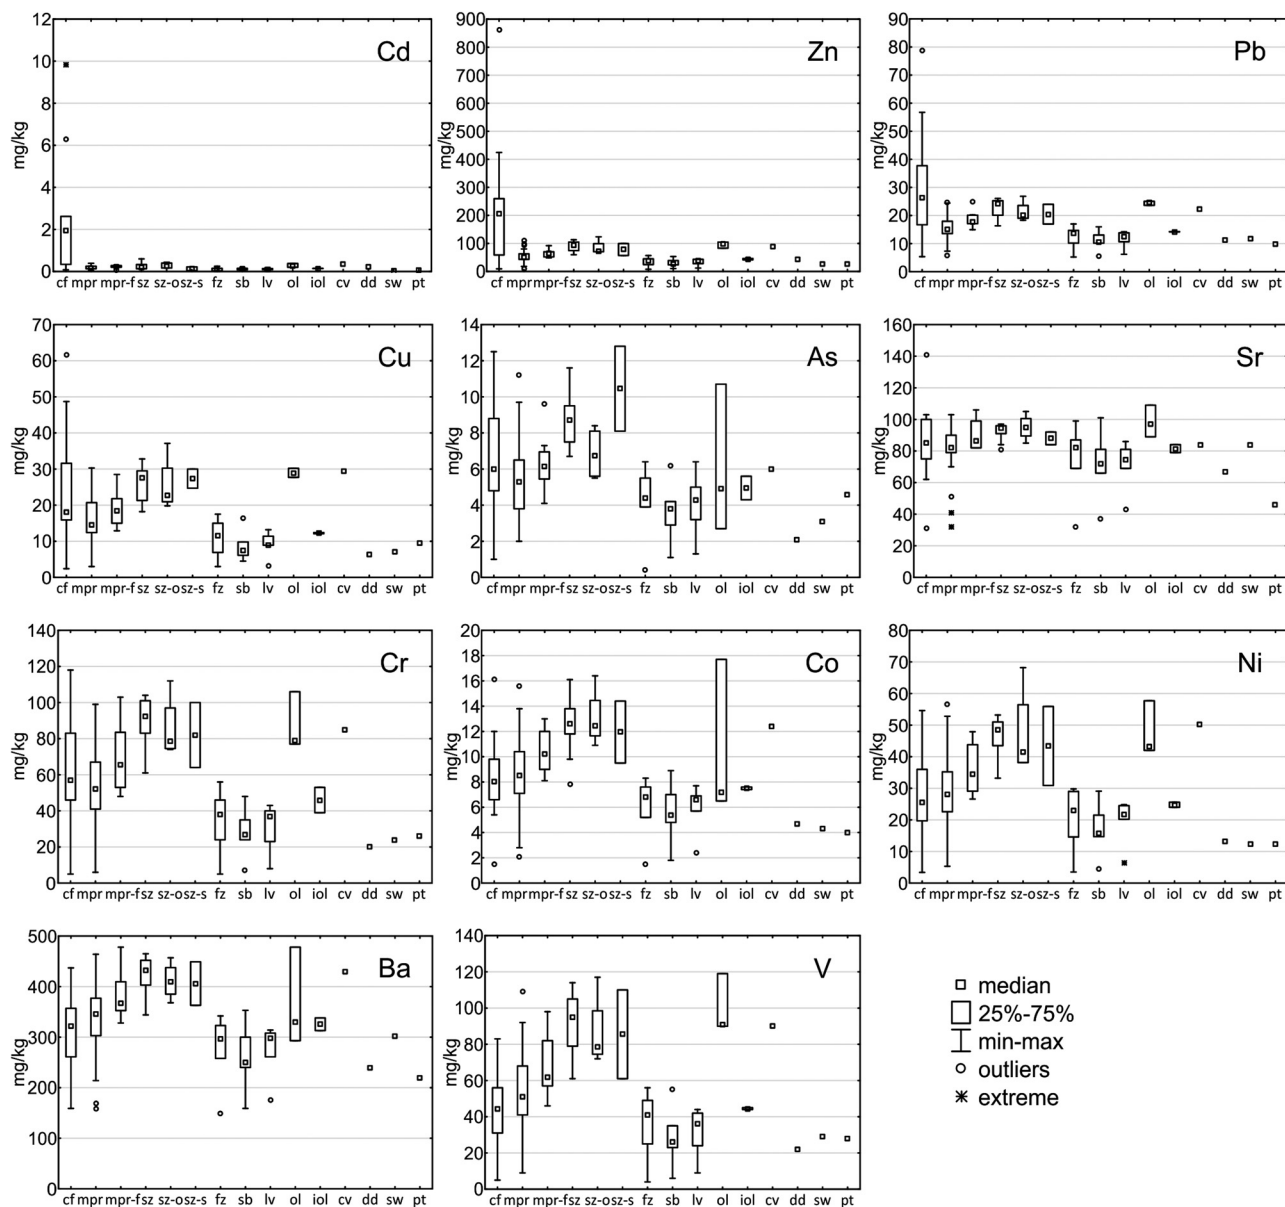 Cd
mg/kg
12
10
8
6
4
2
0
cf mpr mpr-f sz sz-o sz-s fz sb lv ol iol cv dd sw pt
Zn
mg/kg
900
800
700
600
500
400
300
200
100
0
cf mpr mpr-f sz sz-o sz-s fz sb lv ol iol cv dd sw pt
Pb
mg/kg
90
80
70
60
50
40
30
20
10
0
cf mpr mpr-f sz sz-o sz-s fz sb lv ol iol cv dd sw pt
Cu
mg/kg
70
60
50
40
30
20
10
0
cf mpr mpr-f sz sz-o sz-s fz sb lv ol iol cv dd sw pt
As
mg/kg
14
12
10
8
6
4
2
0
cf mpr mpr-f sz sz-o sz-s fz sb lv ol iol cv dd sw pt
Sr
mg/kg
160
140
120
100
80
60
40
20
0
cf mpr mpr-f sz sz-o sz-s fz sb lv ol iol cv dd sw pt
Cr
mg/kg
140
120
100
80
60
40
20
0
cf mpr mpr-f sz sz-o sz-s fz sb lv ol iol cv dd sw pt
Co
mg/kg
20
18
16
14
12
10
8
6
4
2
0
cf mpr mpr-f sz sz-o sz-s fz sb lv ol iol cv dd sw pt
Ni
mg/kg
80
70
60
50
40
30
20
10
0
cf mpr mpr-f sz sz-o sz-s fz sb lv ol iol cv dd sw pt
Ba
mg/kg
500
400
300
200
100
0
cf mpr mpr-f sz sz-o sz-s fz sb lv ol iol cv dd sw pt
V
mg/kg
140
120
100
80
60
40
20
0
cf mpr mpr-f sz sz-o sz-s fz sb lv ol iol cv dd sw pt
median
25%-75%
min-max
outliers
extreme